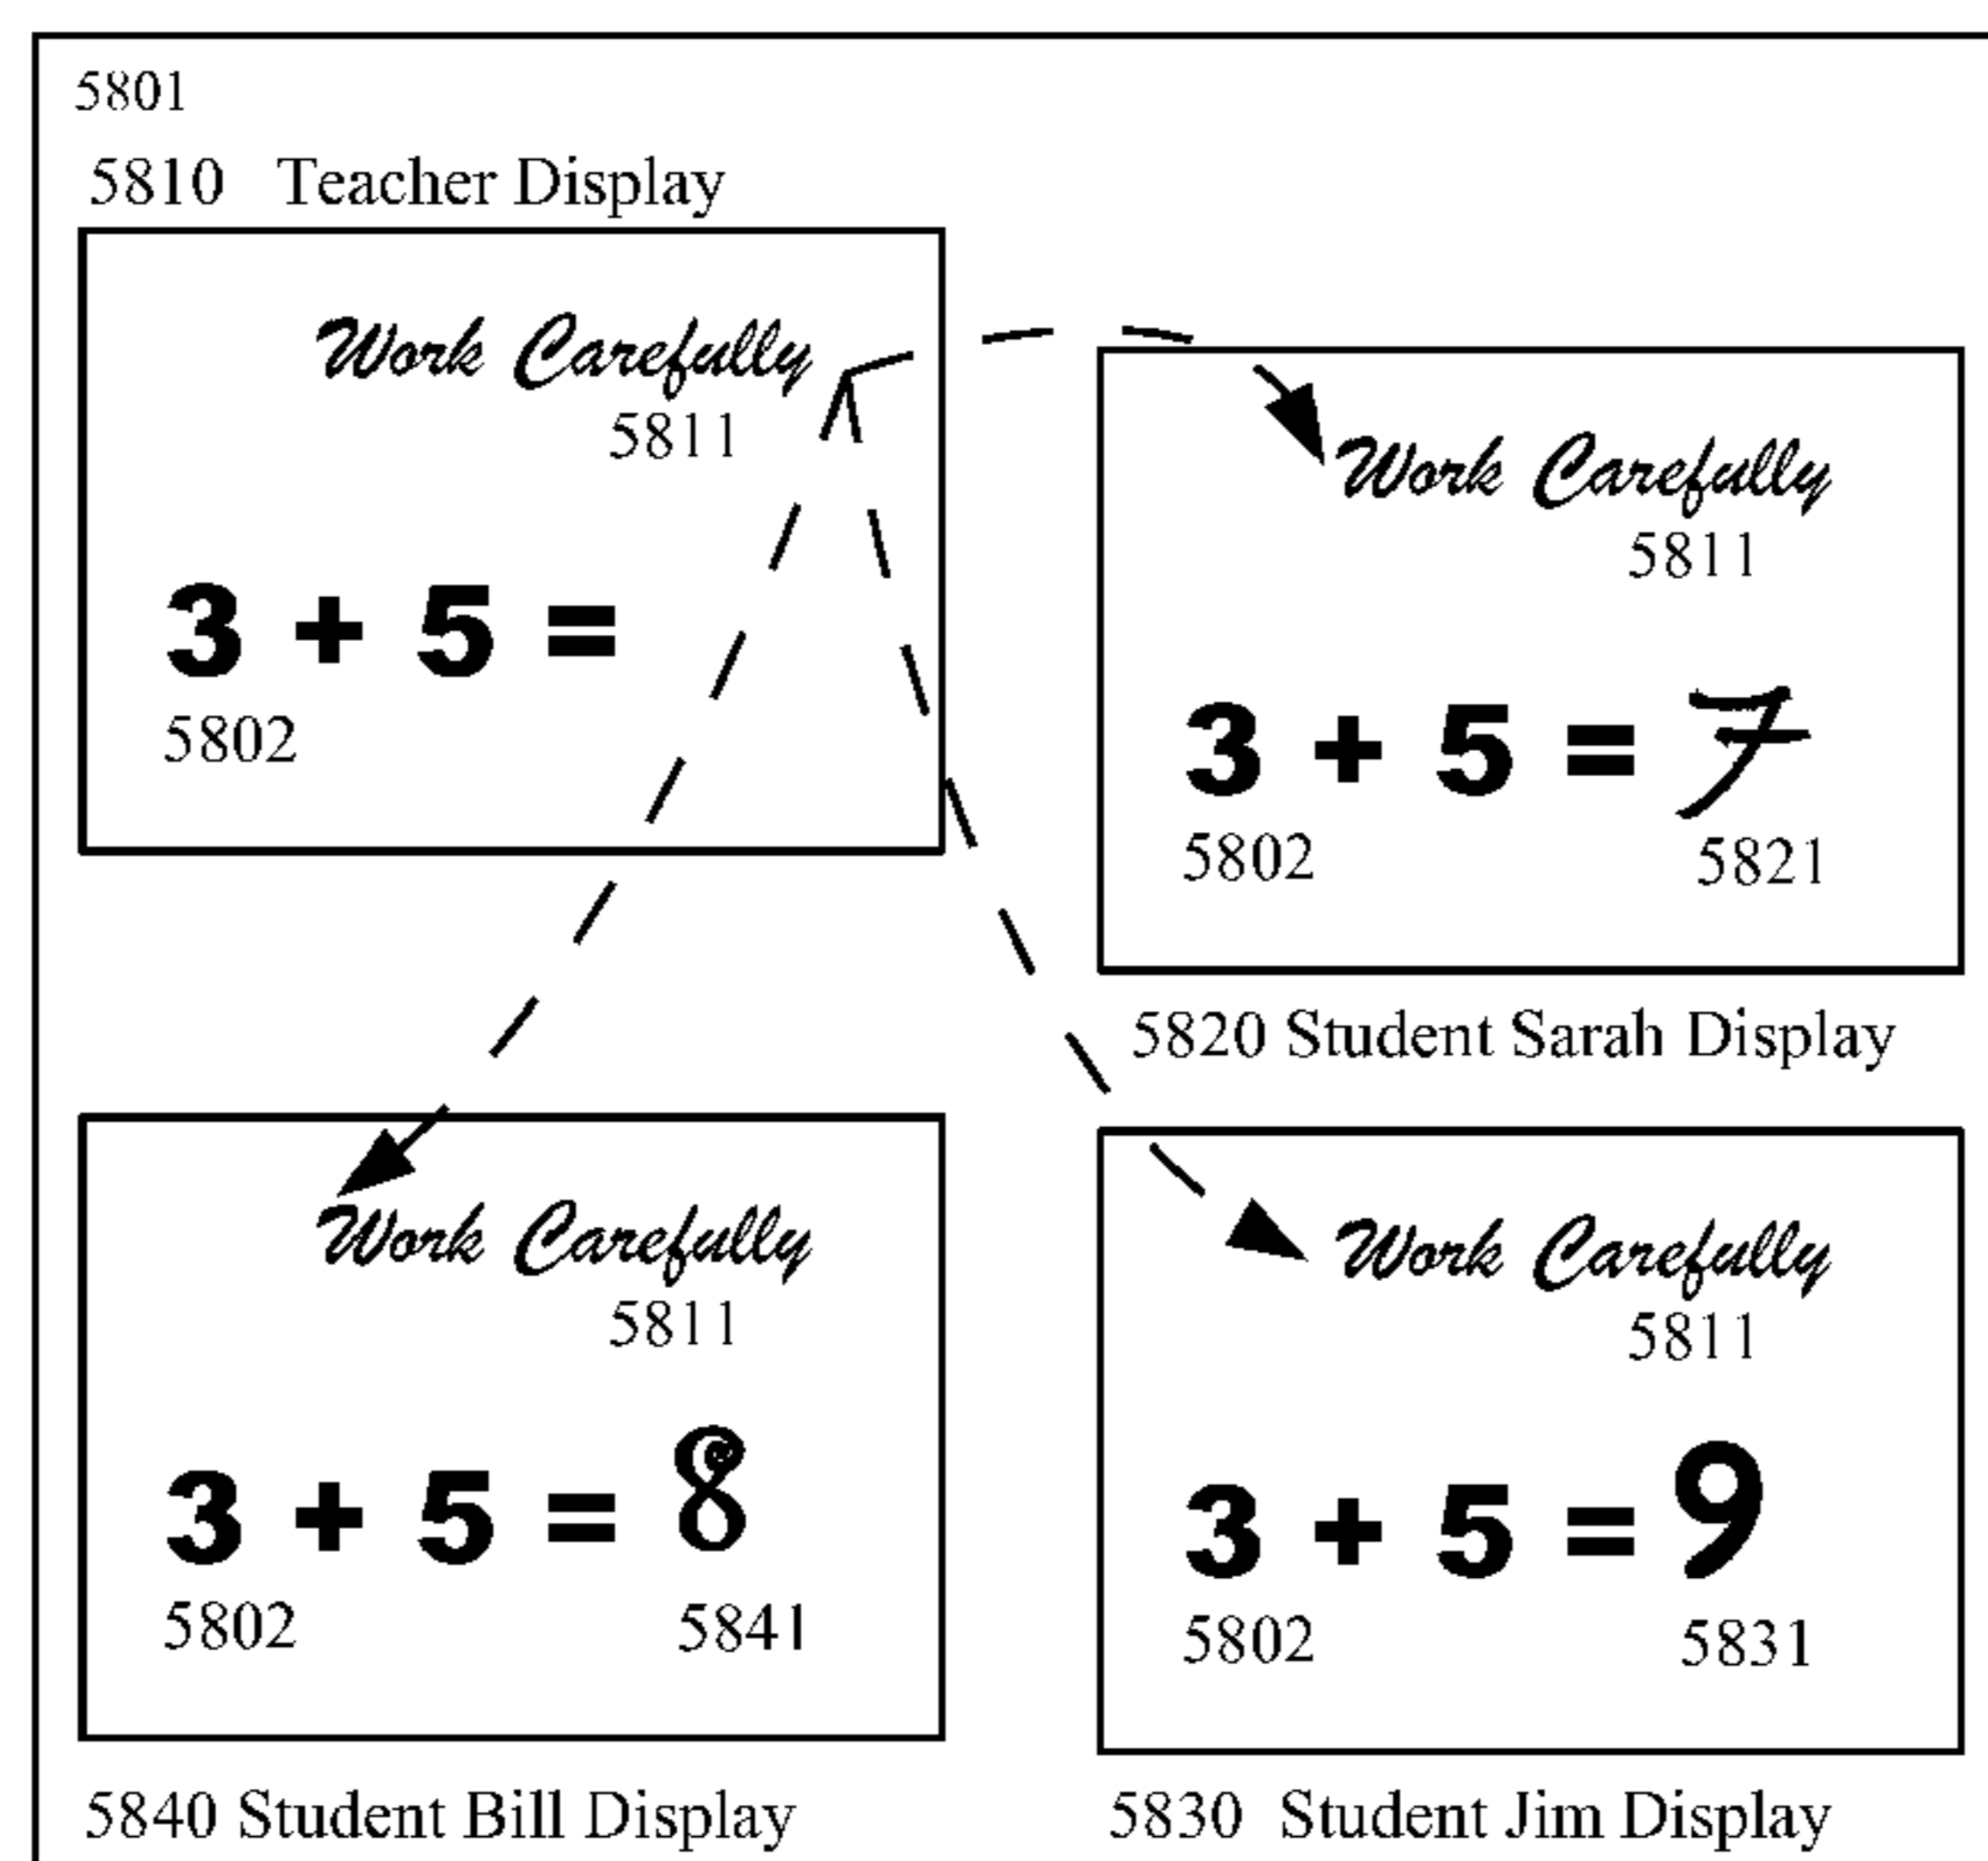 5801
5810 Teacher Display
Work Carefully
5811
3 + 5 =
5802
Work Carefully
5811
3 + 5 = 7
5802 5821
5820 Student Sarah Display
Work Carefully
5811
3 + 5 = 8
5802 5841
5840 Student Bill Display
Work Carefully
5811
3 + 5 = 9
5802 5831
5830 Student Jim Display